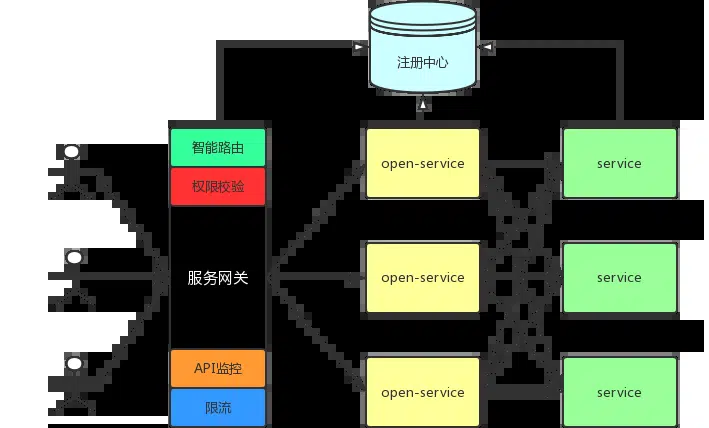 注册中心
智能路由
权限校验
服务网关
API监控
限流
open-service
service
open-service
service
open-service
service